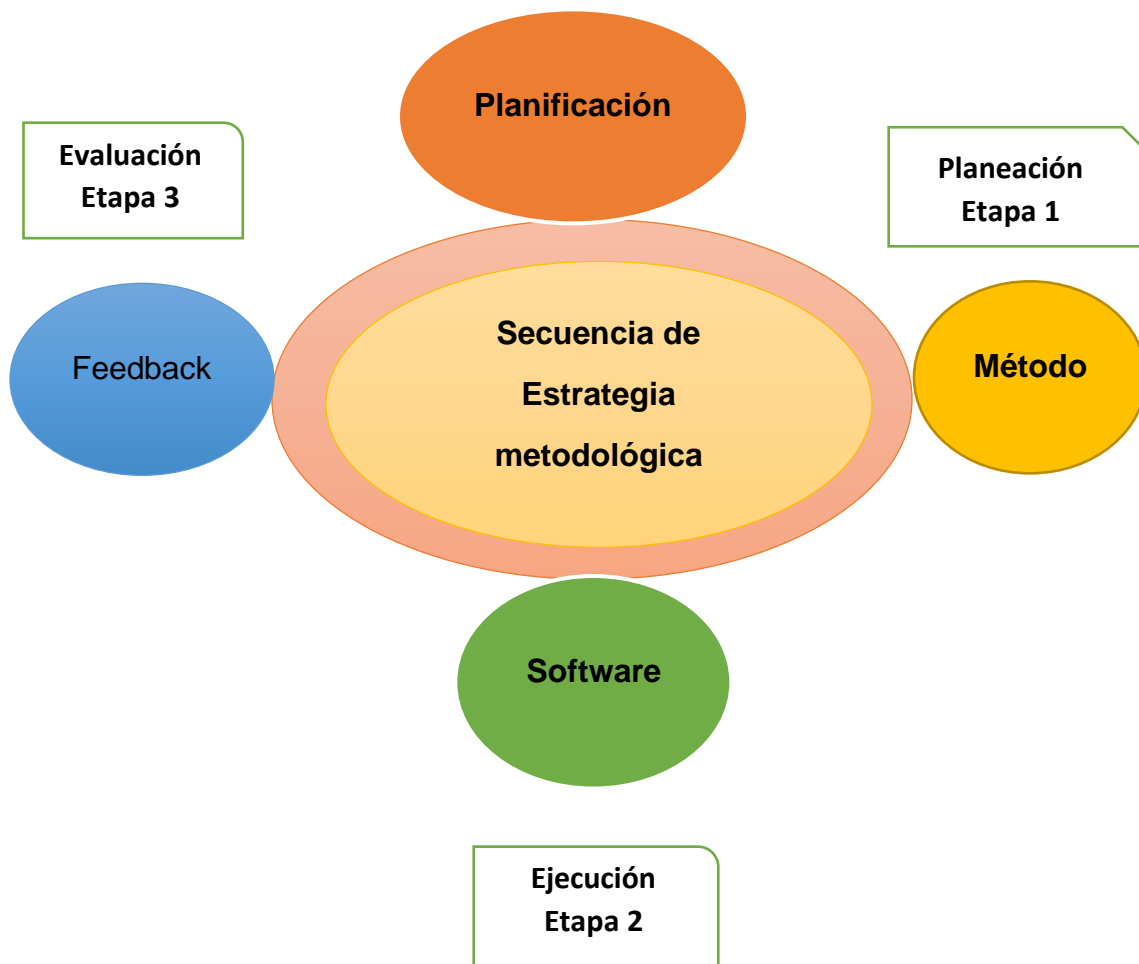 Planificación
Evaluación
Etapa 3
Planeación
Etapa 1
Feedback
Secuencia de
Estrategia
metodológica
Método
Software
Ejecución
Etapa 2